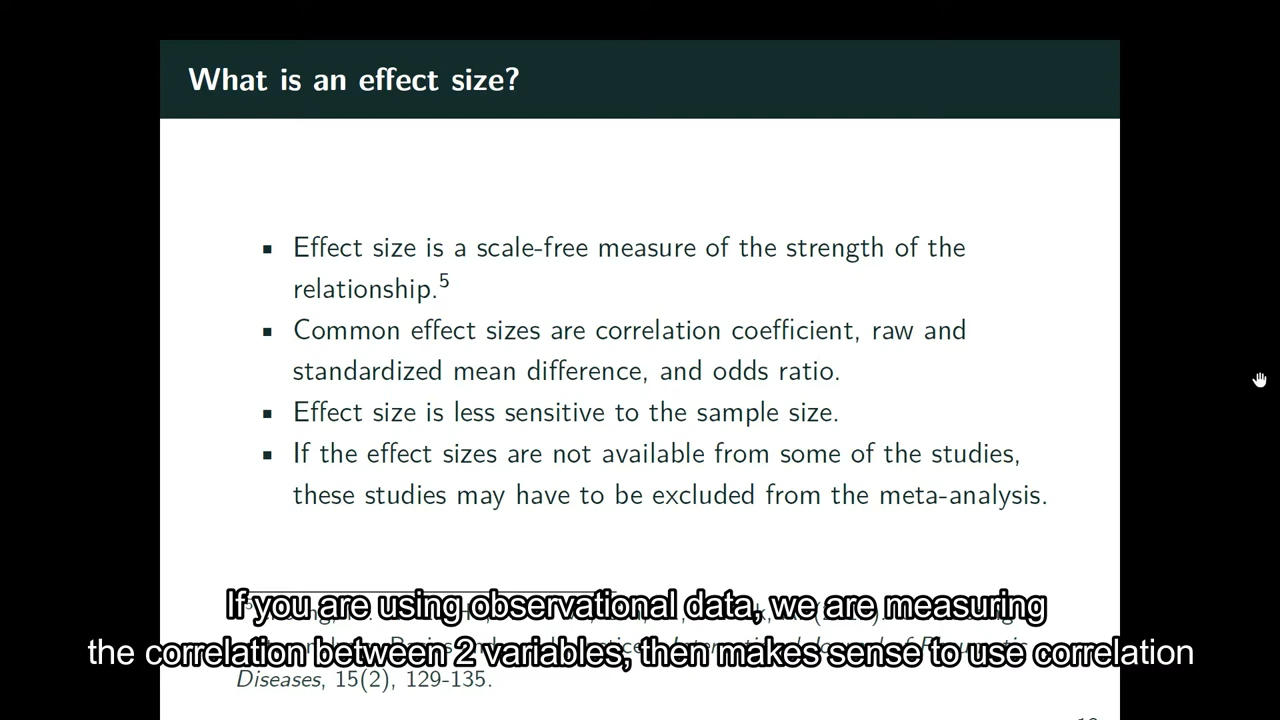 What is an effect size?
▪ Effect size is a scale-free measure of the strength of the
relationship.5
▪ Common effect sizes are correlation coefficient, raw and
standardized mean difference, and odds ratio.
▪ Effect size is less sensitive to the sample size.
▪ If the effect sizes are not available from some of the studies,
these studies may have to be excluded from the meta-analysis.
If you are using observational data, we are measuring
the correlation between 2 variables, then makes sense to use correlation
Diseases, 15(2), 129-135.